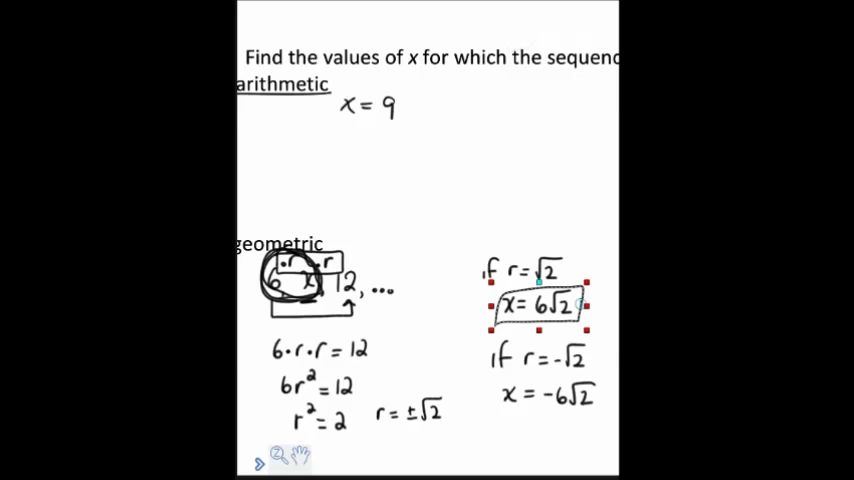 Find the values of x for which the sequenc
arithmetic
x = 9
geometric
·r ·r
6, x, 12, ...
6·r·r = 12
6r² = 12
r² = 2
r = ±√2
if r = √2
x = 6√2
if r = -√2
x = -6√2